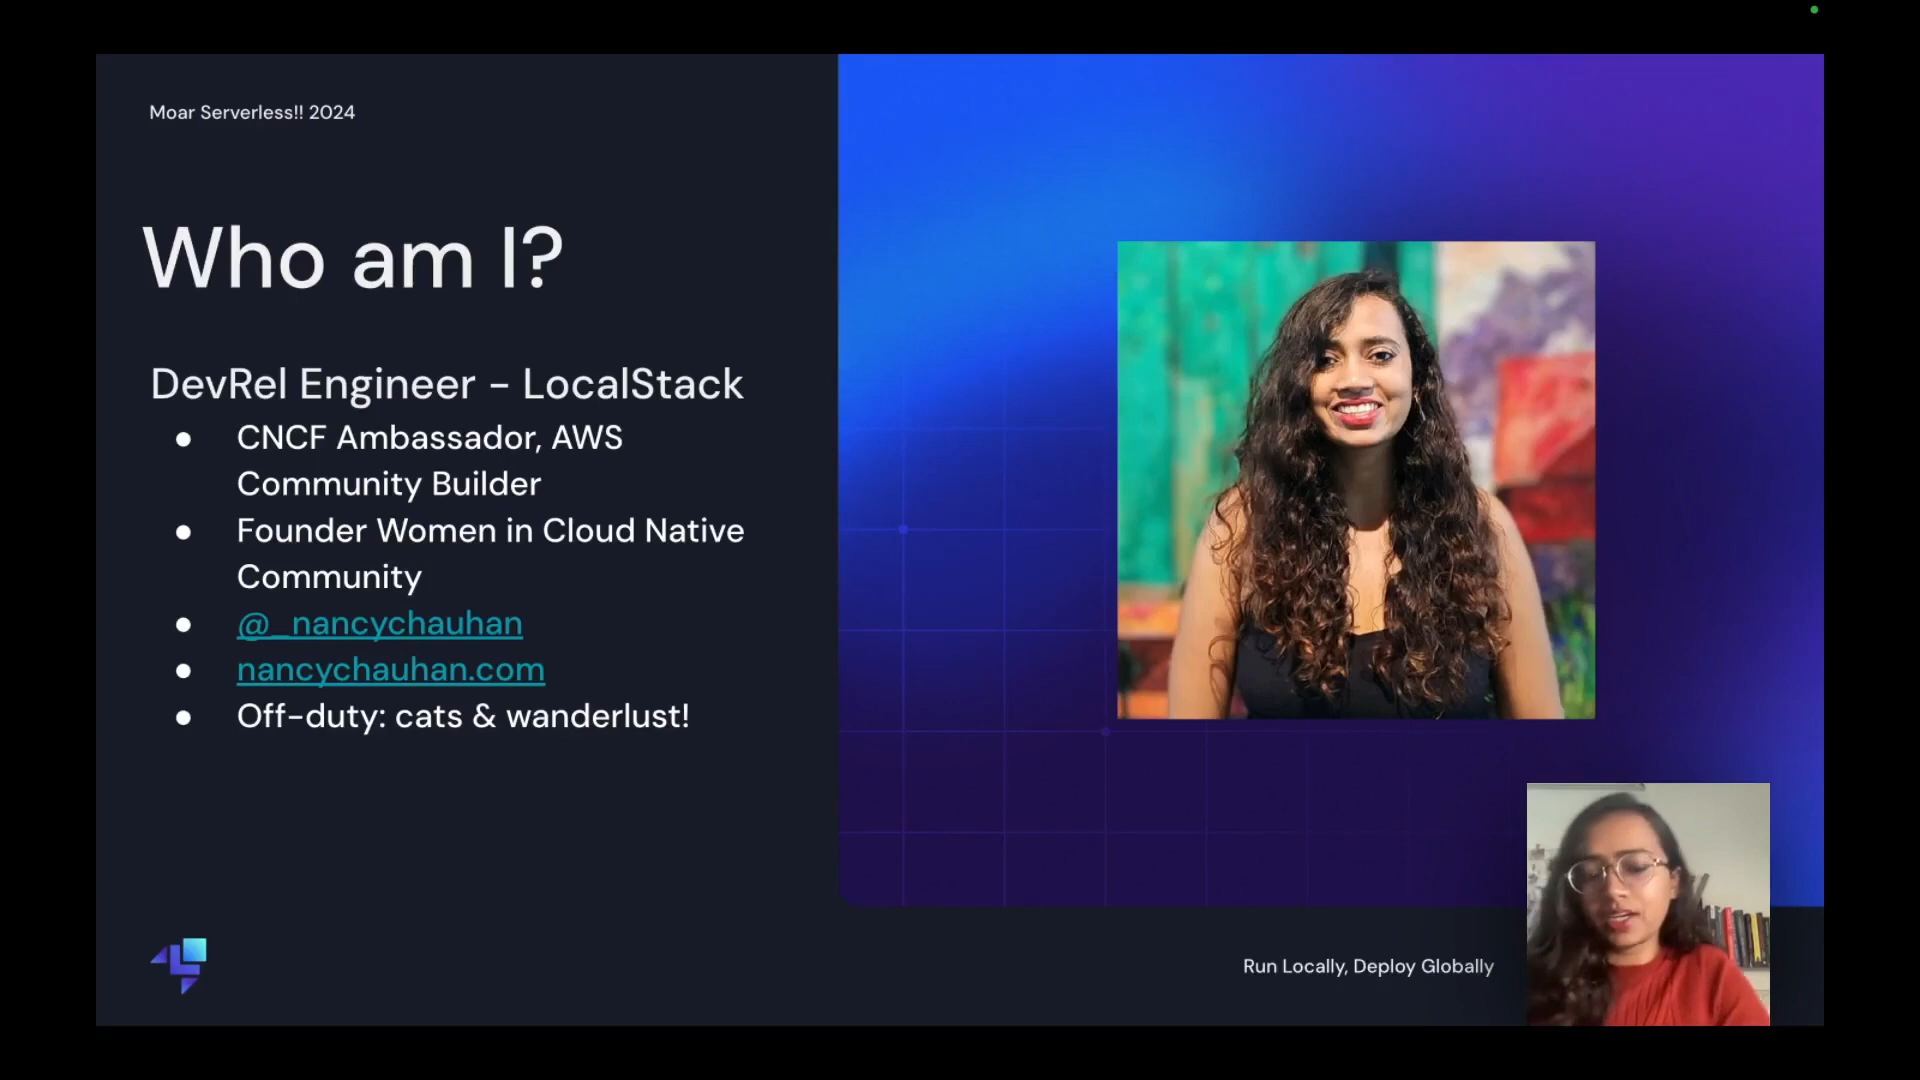 Moar Serverless!! 2024
Who am I?
DevRel Engineer - LocalStack
● CNCF Ambassador, AWS
Community Builder
● Founder Women in Cloud Native
Community
● @_nancychauhan
● nancychauhan.com
● Off-duty: cats & wanderlust!
Run Locally, Deploy Globally